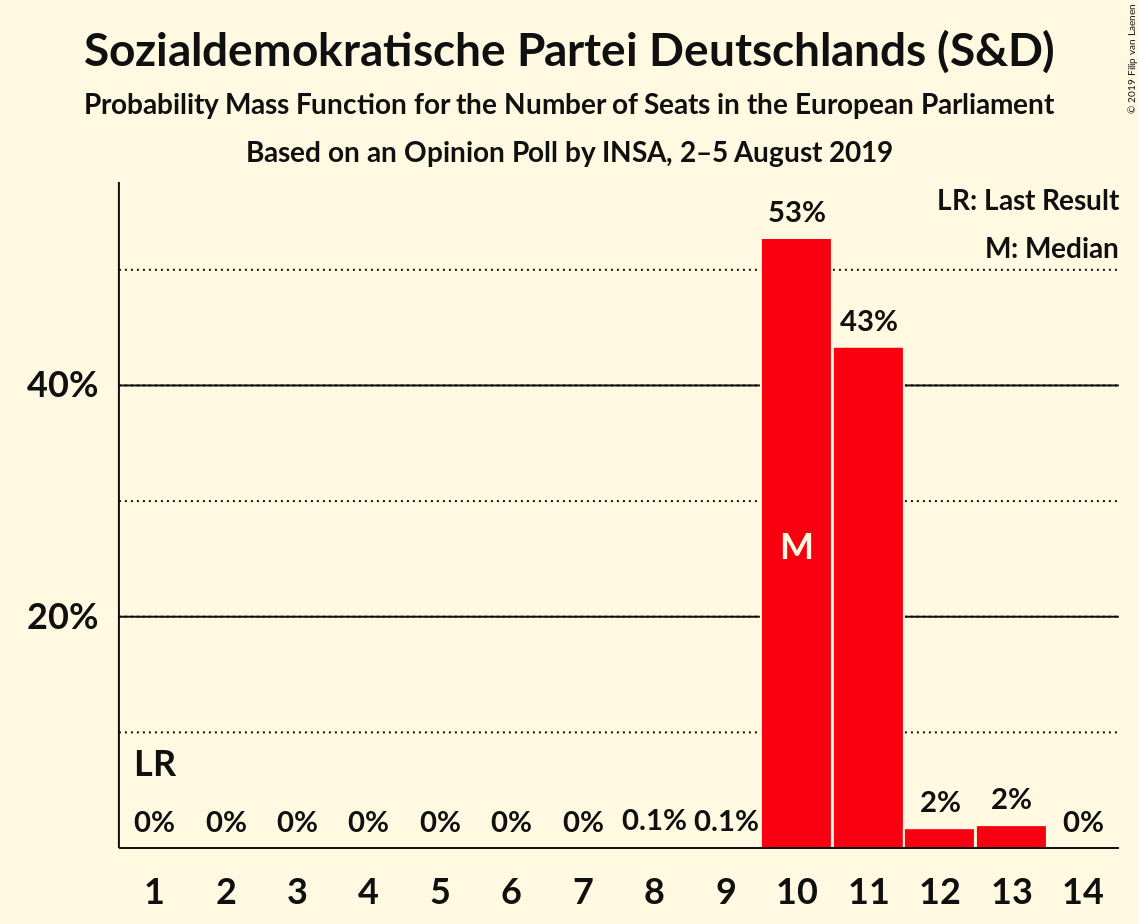 Sozialdemokratische Partei Deutschlands (S&D)
Probability Mass Function for the Number of Seats in the European Parliament
Based on an Opinion Poll by INSA, 2–5 August 2019
© 2019 Filip van Laenen
LR: Last Result
M: Median
53%
43%
40%
M
20%
LR
0% 0% 0% 0% 0% 0% 0% 0.1% 0.1% 2% 2% 0%
1 2 3 4 5 6 7 8 9 10 11 12 13 14